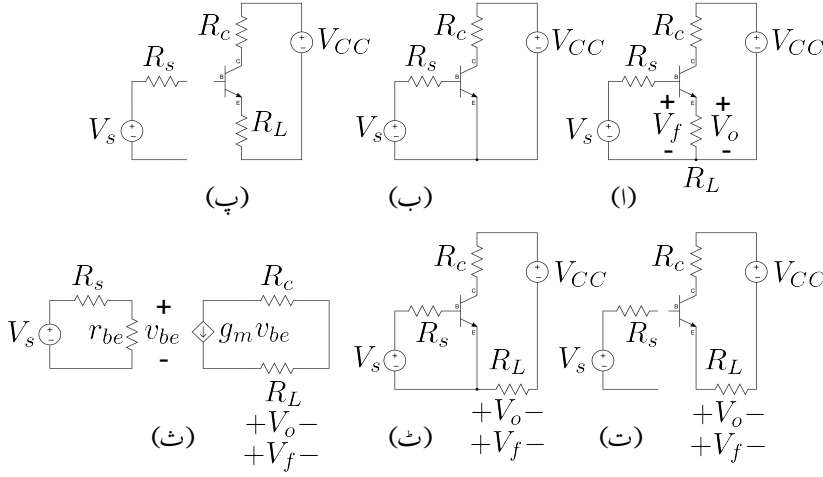 R_c
V_CC
R_s
C
B
E
V_s
+
V_f
-
+
V_o
-
R_L
(ا)
R_c
V_CC
R_s
C
B
E
V_s
(ب)
R_c
V_CC
R_s
C
B
E
V_s
R_L
(پ)
R_c
V_CC
C
B
E
R_s
V_s
R_L
+V_o−
+V_f−
(ت)
R_c
V_CC
C
B
E
R_s
V_s
R_L
+V_o−
+V_f−
(ٹ)
R_s
R_c
V_s
r_be
+
v_be
-
g_m v_be
R_L
+V_o−
+V_f−
(ث)